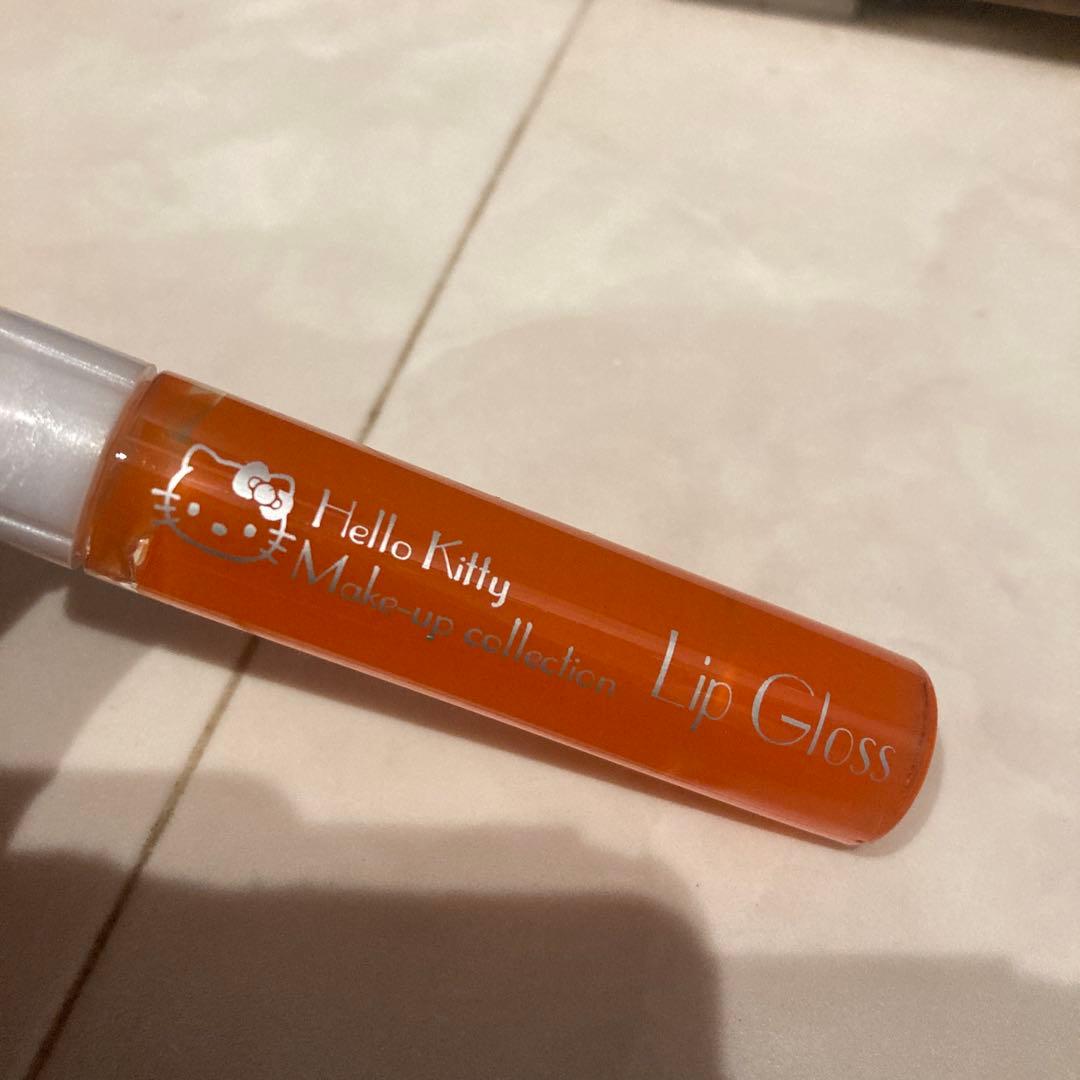 Hello Kitty
Make-up collection
Lip Gloss